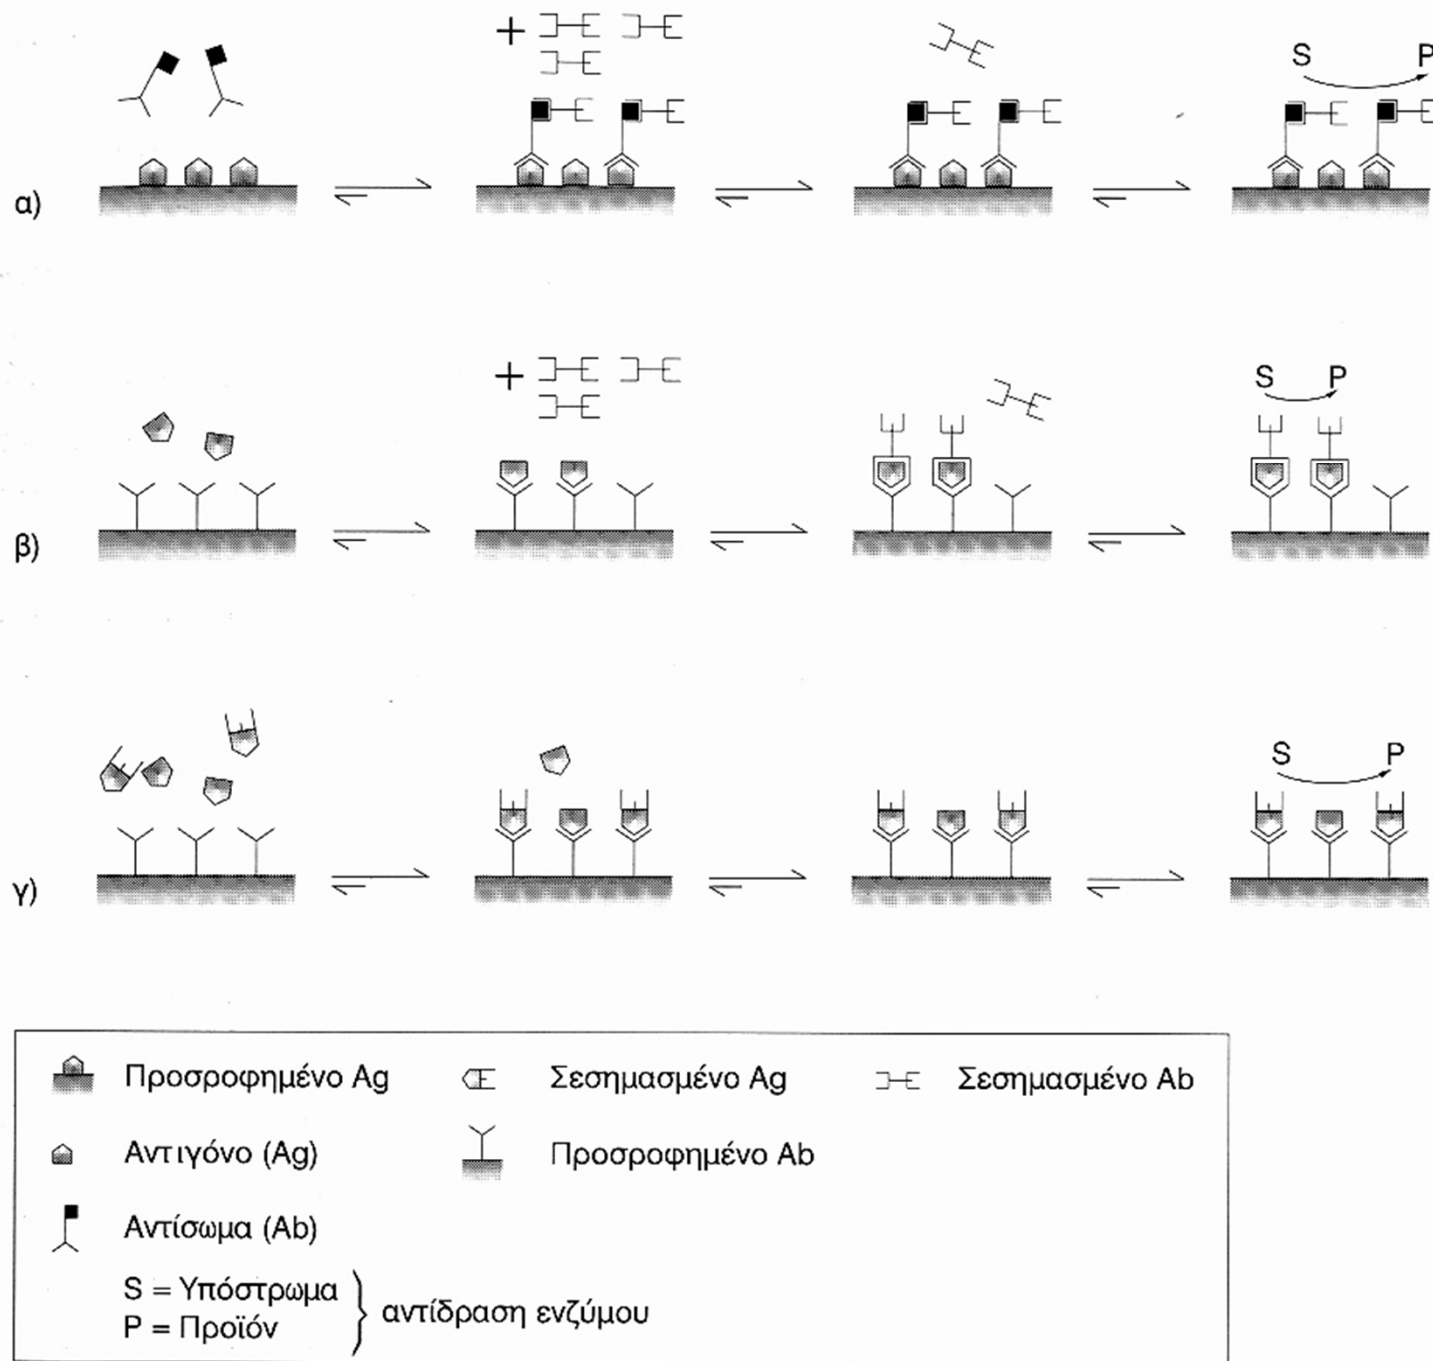 +
S P
α)
+
S P
β)
S P
γ)
Προσροφημένο Ag
Σεσημασμένο Ag
Σεσημασμένο Ab
Αντιγόνο (Ag)
Προσροφημένο Ab
Αντίσωμα (Ab)
S = Υπόστρωμα
P = Προϊόν
} αντίδραση ενζύμου